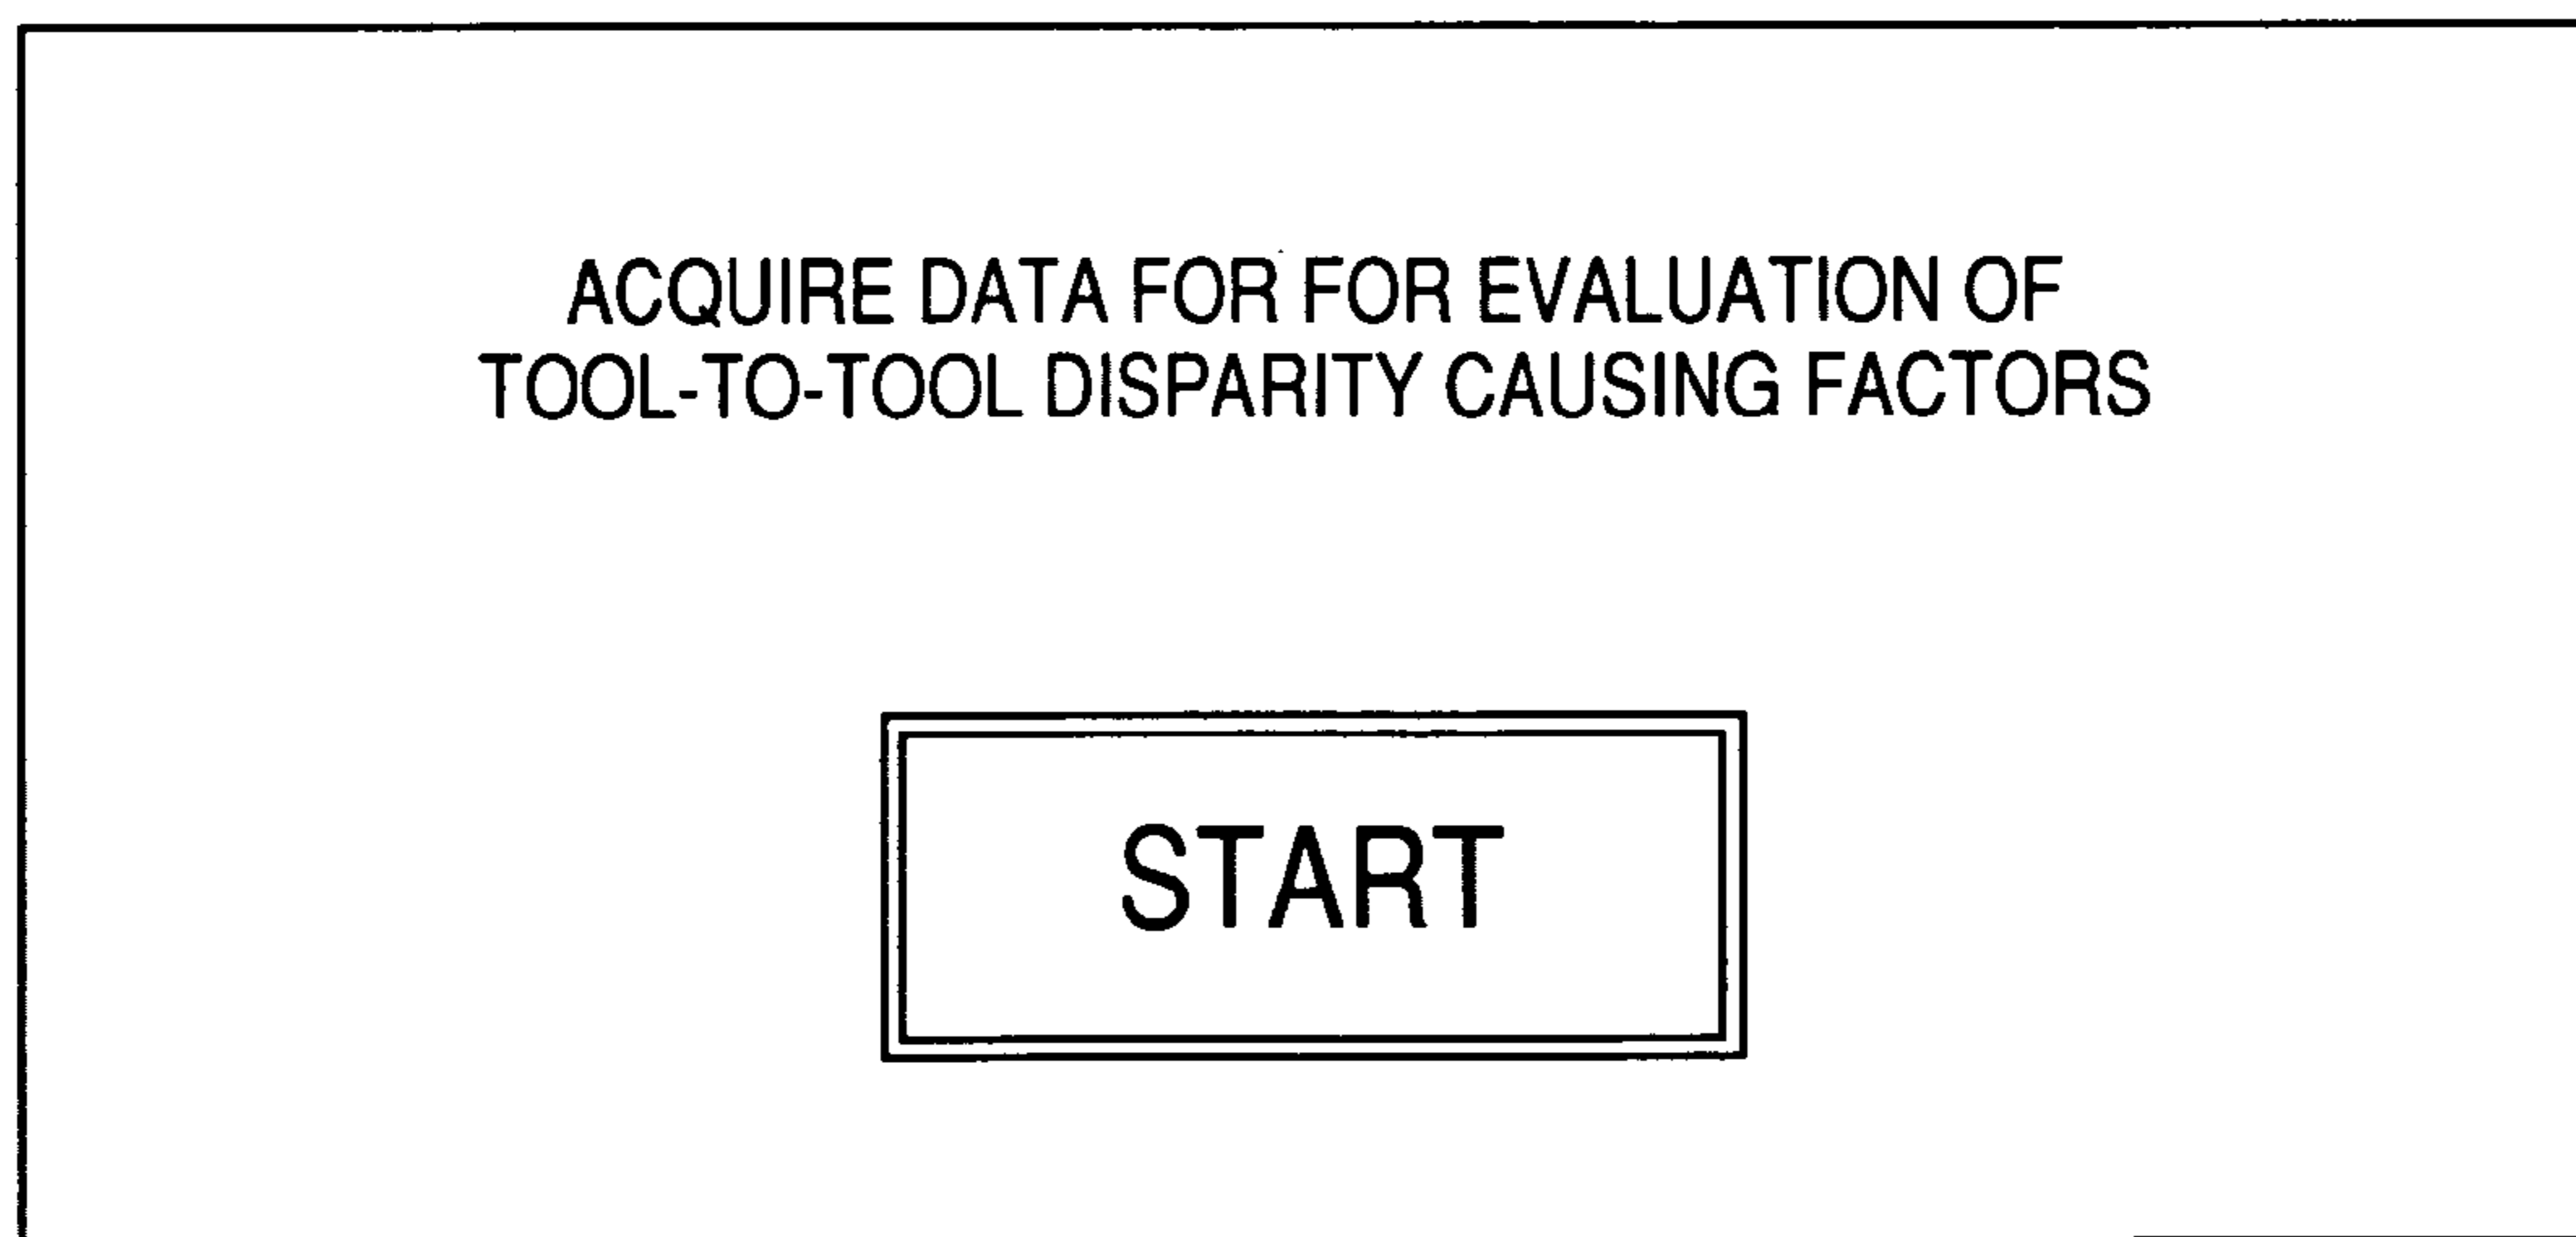 ACQUIRE DATA FOR FOR EVALUATION OF
TOOL-TO-TOOL DISPARITY CAUSING FACTORS
START